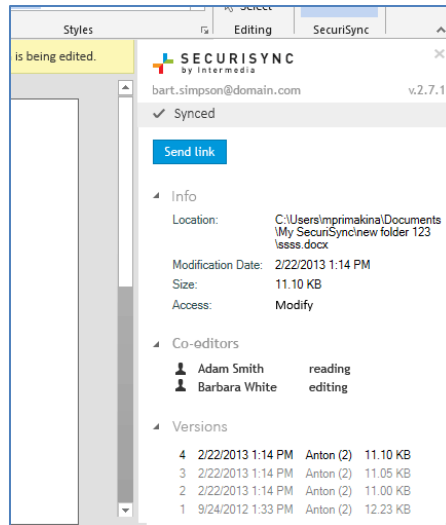 Select
Styles
Editing
SecuriSync
is being edited.
SECURISYNC
by Intermedia
bart.simpson@domain.com
v.2.7.1
Synced
Send link
Info
Location: C:\Users\mprimakina\Documents
\My SecuriSync\new folder 123
\ssss.docx
Modification Date: 2/22/2013 1:14 PM
Size: 11.10 KB
Access: Modify
Co-editors
Adam Smith reading
Barbara White editing
Versions
4 2/22/2013 1:14 PM Anton (2) 11.10 KB
3 2/22/2013 1:14 PM Anton (2) 11.05 KB
2 2/22/2013 1:14 PM Anton (2) 11.00 KB
1 9/24/2012 1:33 PM Anton (2) 12.23 KB